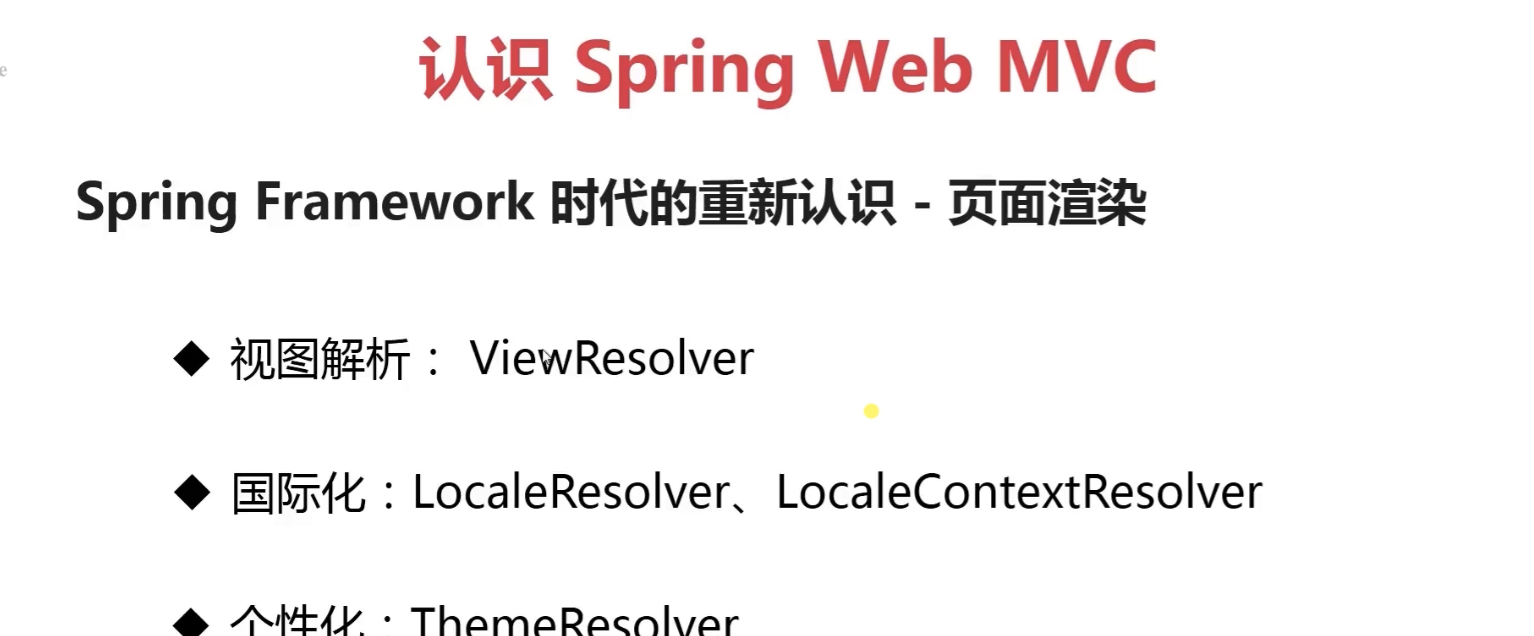 认识 Spring Web MVC
Spring Framework 时代的重新认识 - 页面渲染
◆ 视图解析： ViewResolver
◆ 国际化：LocaleResolver、LocaleContextResolver
◆ 个性化：ThemeResolver